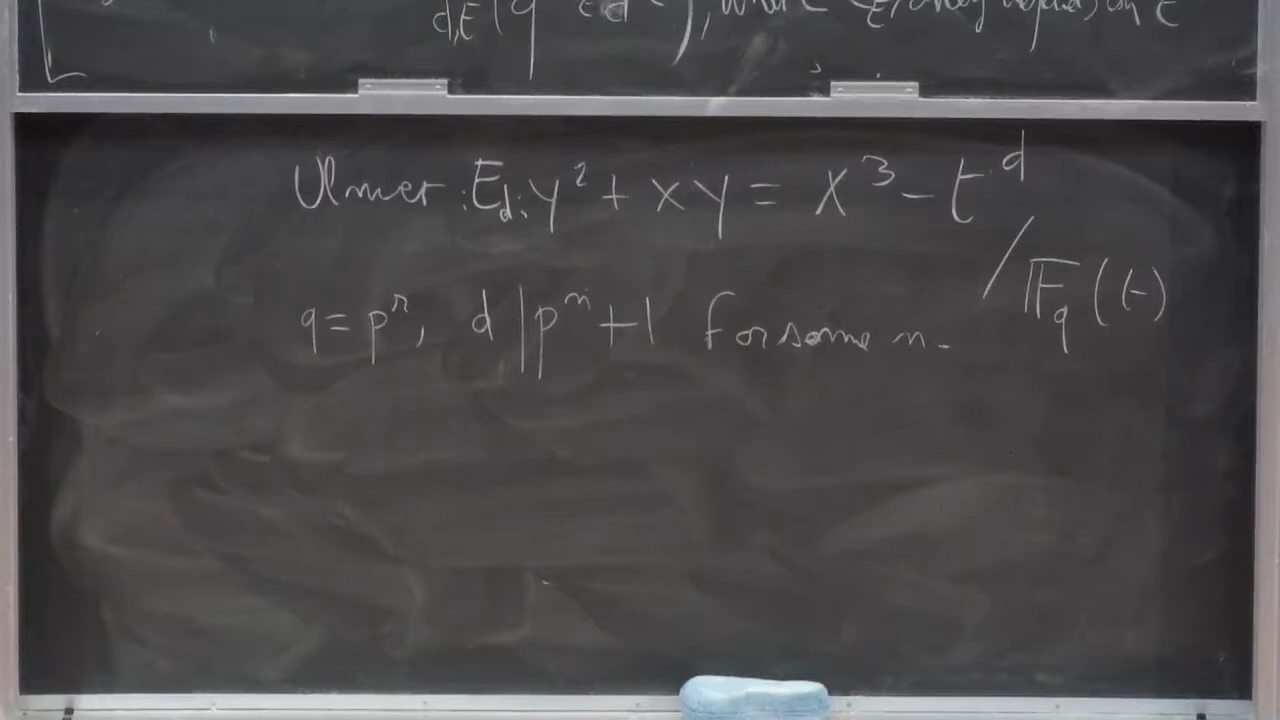 d,E (q
Ulmer : E_d : y² + xy = x³ - t^d
/ 𝔽_q (t)
q = p^r, d | p^n + 1 for some n.